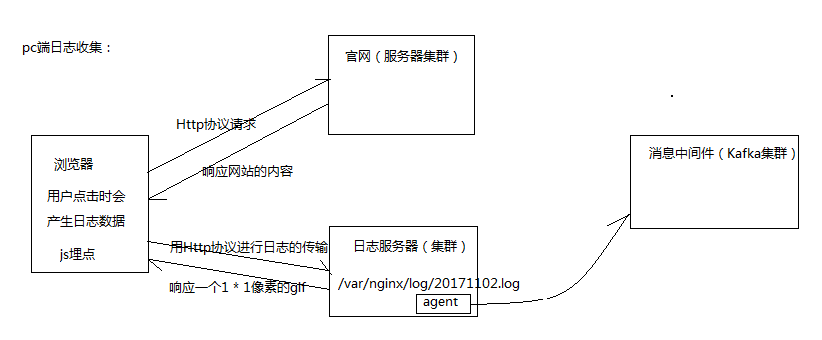 pc端日志收集：
官网（服务器集群）
Http协议请求
响应网站的内容
浏览器
用户点击时会
产生日志数据
js埋点
消息中间件（Kafka集群）
用Http协议进行日志的传输
响应一个1 * 1像素的gif
日志服务器（集群）
/var/nginx/log/20171102.log
agent